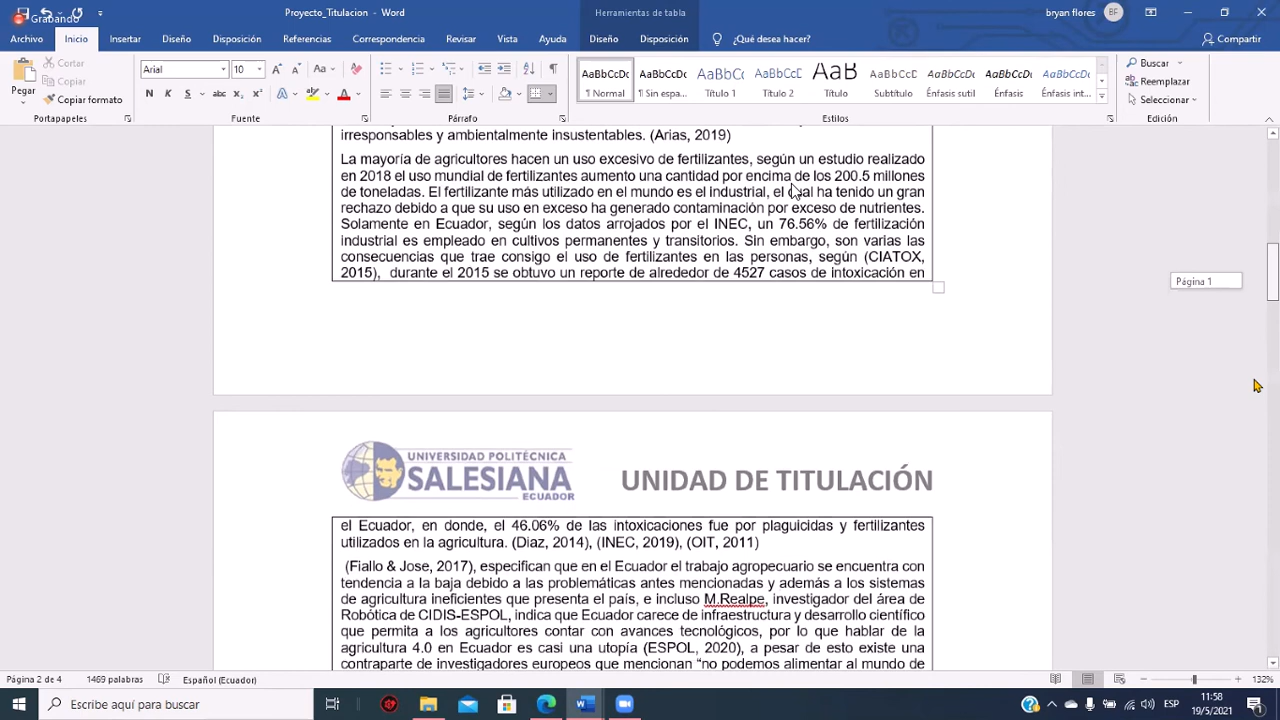 Grabando
Proyecto_Titulacion - Word
Herramientas de tabla
bryan flores
BF
Archivo
Inicio
Insertar
Diseño
Disposición
Referencias
Correspondencia
Revisar
Vista
Ayuda
Diseño
Disposición
¿Qué desea hacer?
Compartir
Pegar
Cortar
Copiar
Copiar formato
Arial
10
N K S
AaBbCcDc
¶ Normal
AaBbCcDc
¶ Sin espa...
AaBbC(
Título 1
AaBbCcC
Título 2
AaB
Título
AaBbCcC
Subtítulo
AaBbCcDt
Énfasis sutil
AaBbCcDt
Énfasis
AaBbCcDt
Énfasis int...
Buscar
Reemplazar
Seleccionar
Portapapeles
Fuente
Párrafo
Estilos
Edición
irresponsables y ambientalmente insustentables. (Arias, 2019)
La mayoría de agricultores hacen un uso excesivo de fertilizantes, según un estudio realizado
en 2018 el uso mundial de fertilizantes aumento una cantidad por encima de los 200.5 millones
de toneladas. El fertilizante más utilizado en el mundo es el industrial, el cual ha tenido un gran
rechazo debido a que su uso en exceso ha generado contaminación por exceso de nutrientes.
Solamente en Ecuador, según los datos arrojados por el INEC, un 76.56% de fertilización
industrial es empleado en cultivos permanentes y transitorios. Sin embargo, son varias las
consecuencias que trae consigo el uso de fertilizantes en las personas, según (CIATOX,
2015), durante el 2015 se obtuvo un reporte de alrededor de 4527 casos de intoxicación en
Página 1
UNIVERSIDAD POLITÉCNICA
SALESIANA
ECUADOR
UNIDAD DE TITULACIÓN
el Ecuador, en donde, el 46.06% de las intoxicaciones fue por plaguicidas y fertilizantes
utilizados en la agricultura. (Diaz, 2014), (INEC, 2019), (OIT, 2011)
(Fiallo & Jose, 2017), especifican que en el Ecuador el trabajo agropecuario se encuentra con
tendencia a la baja debido a las problemáticas antes mencionadas y además a los sistemas
de agricultura ineficientes que presenta el país, e incluso M.Realpe, investigador del área de
Robótica de CIDIS-ESPOL, indica que Ecuador carece de infraestructura y desarrollo científico
que permita a los agricultores contar con avances tecnológicos, por lo que hablar de la
agricultura 4.0 en Ecuador es casi una utopía (ESPOL, 2020), a pesar de esto existe una
contraparte de investigadores europeos que mencionan "no podemos alimentar al mundo de
Página 2 de 4
1469 palabras
Español (Ecuador)
132%
Escribe aquí para buscar
ESP
11:58
19/5/2021